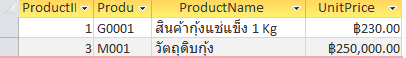 ProductII Produ ProductName UnitPrice
1 G0001 สินค้ากุ้งแช่แข็ง 1 Kg ฿230.00
3 M001 วัตถุดิบกุ้ง ฿250,000.00